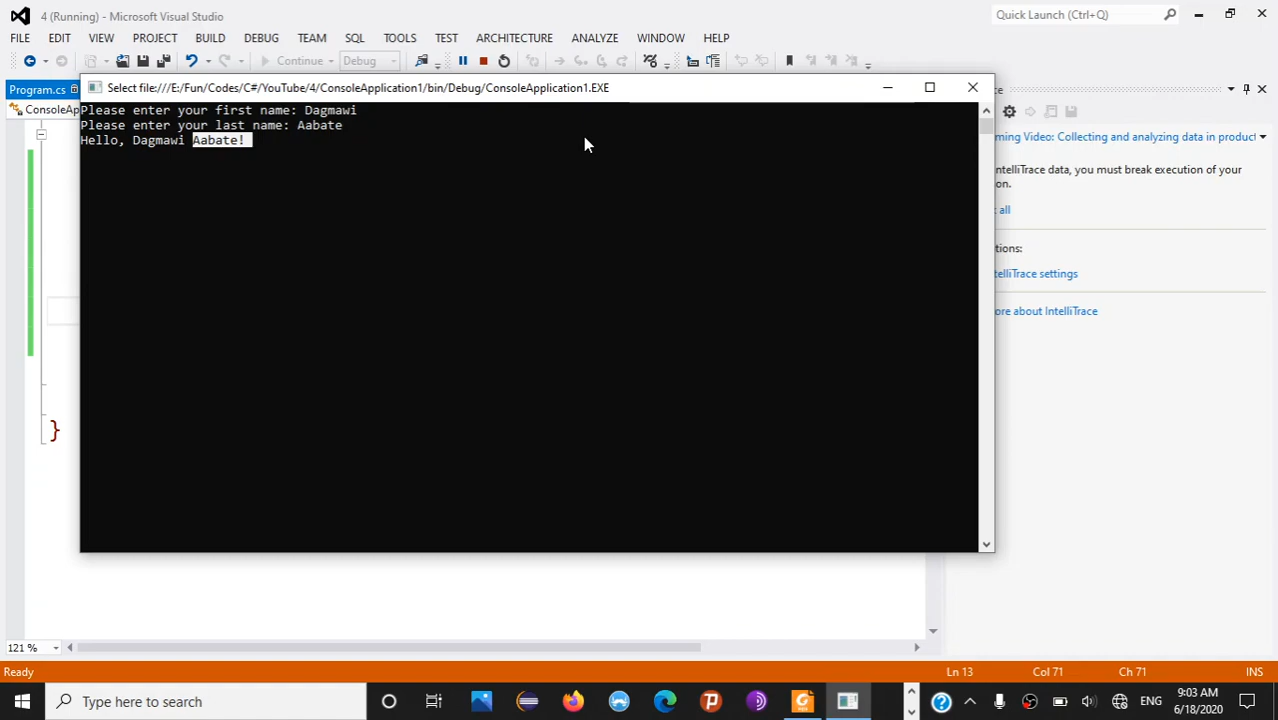 4 (Running) - Microsoft Visual Studio
Quick Launch (Ctrl+Q)
FILE EDIT VIEW PROJECT BUILD DEBUG TEAM SQL TOOLS TEST ARCHITECTURE ANALYZE WINDOW HELP
Continue Debug
Program.cs
Select file:///E:/Fun/Codes/C#/YouTube/4/ConsoleApplication1/bin/Debug/ConsoleApplication1.EXE
ce
ConsoleAp
Please enter your first name: Dagmawi
Please enter your last name: Aabate
Hello, Dagmawi Aabate!
ming Video: Collecting and analyzing data in product
ntelliTrace data, you must break execution of your
on.
all
tions:
telliTrace settings
ore about IntelliTrace
}
121 %
Ready
Ln 13 Col 71 Ch 71 INS
Type here to search
ENG
9:03 AM
6/18/2020